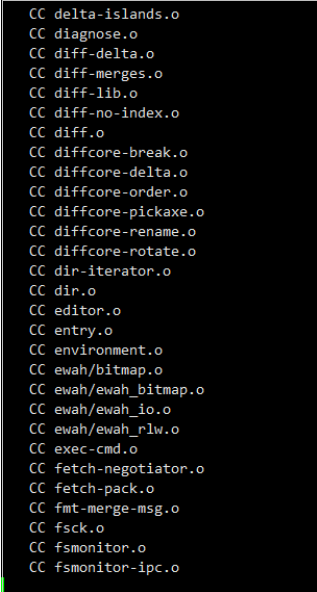 CC delta-islands.o
CC diagnose.o
CC diff-delta.o
CC diff-merges.o
CC diff-lib.o
CC diff-no-index.o
CC diff.o
CC diffcore-break.o
CC diffcore-delta.o
CC diffcore-order.o
CC diffcore-pickaxe.o
CC diffcore-rename.o
CC diffcore-rotate.o
CC dir-iterator.o
CC dir.o
CC editor.o
CC entry.o
CC environment.o
CC ewah/bitmap.o
CC ewah/ewah_bitmap.o
CC ewah/ewah_io.o
CC ewah/ewah_rlw.o
CC exec-cmd.o
CC fetch-negotiator.o
CC fetch-pack.o
CC fmt-merge-msg.o
CC fsck.o
CC fsmonitor.o
CC fsmonitor-ipc.o